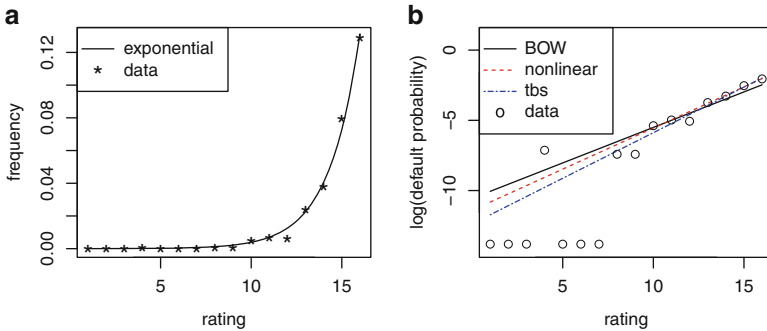 a
exponential
* data
frequency
0.00
0.04
0.08
0.12
5
10
15
rating
b
BOW
nonlinear
tbs
data
log(default probability)
0
−5
−10
5
10
15
rating